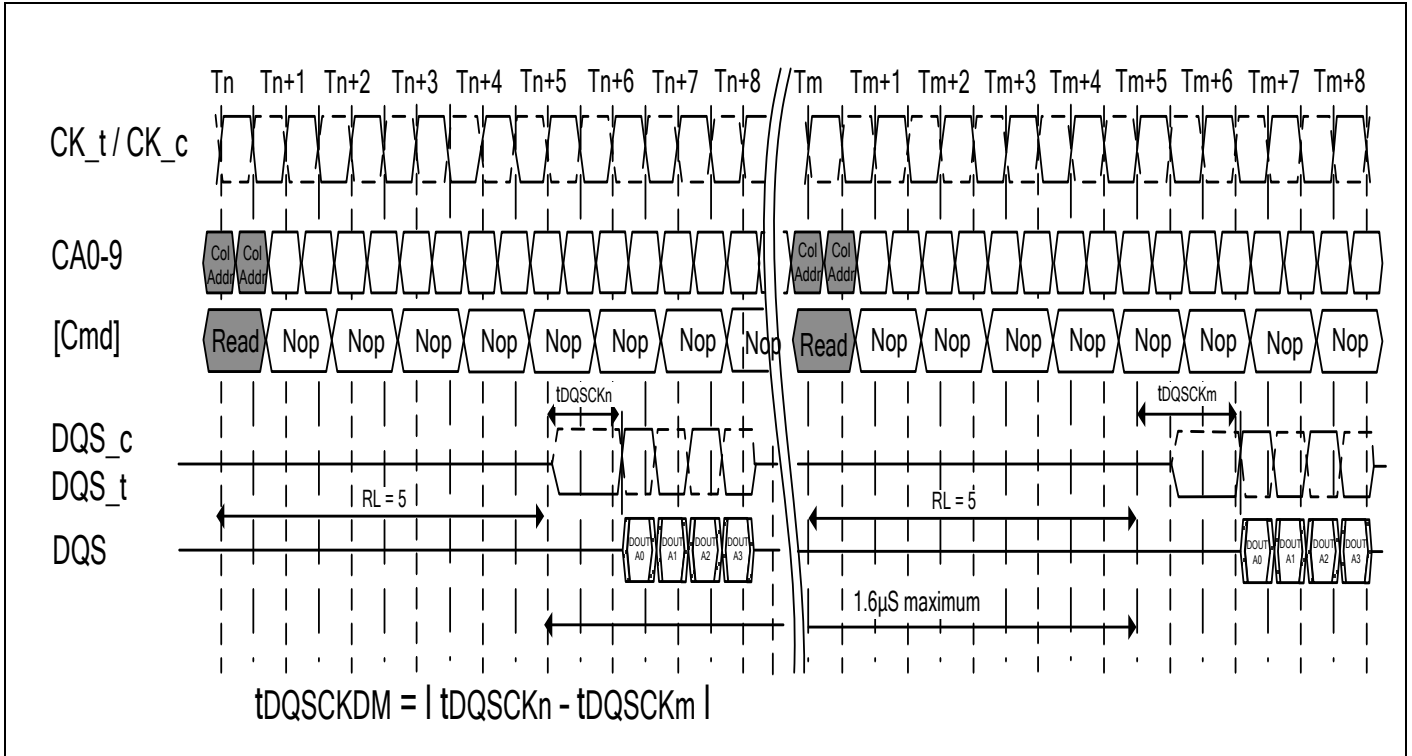 Tn Tn+1 Tn+2 Tn+3 Tn+4 Tn+5 Tn+6 Tn+7 Tn+8 Tm Tm+1 Tm+2 Tm+3 Tm+4 Tm+5 Tm+6 Tm+7 Tm+8
CK_t / CK_c
CA0-9 Col Addr Col Addr Col Addr Col Addr
[Cmd] Read Nop Nop Nop Nop Nop Nop Nop Nop Read Nop Nop Nop Nop Nop Nop Nop Nop
tDQSCKn tDQSCKm
DQS_c
DQS_t
RL = 5 RL = 5
DQS DOUT A0 DOUT A1 DOUT A2 DOUT A3 DOUT A0 DOUT A1 DOUT A2 DOUT A3
1.6µS maximum
tDQSCKDM = | tDQSCKn - tDQSCKm |